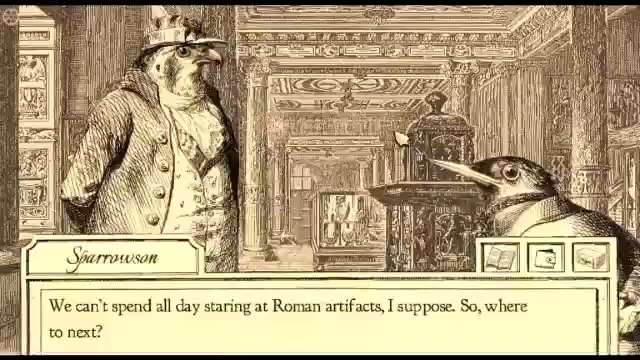 Sparrowson
We can't spend all day staring at Roman artifacts, I suppose. So, where
to next?